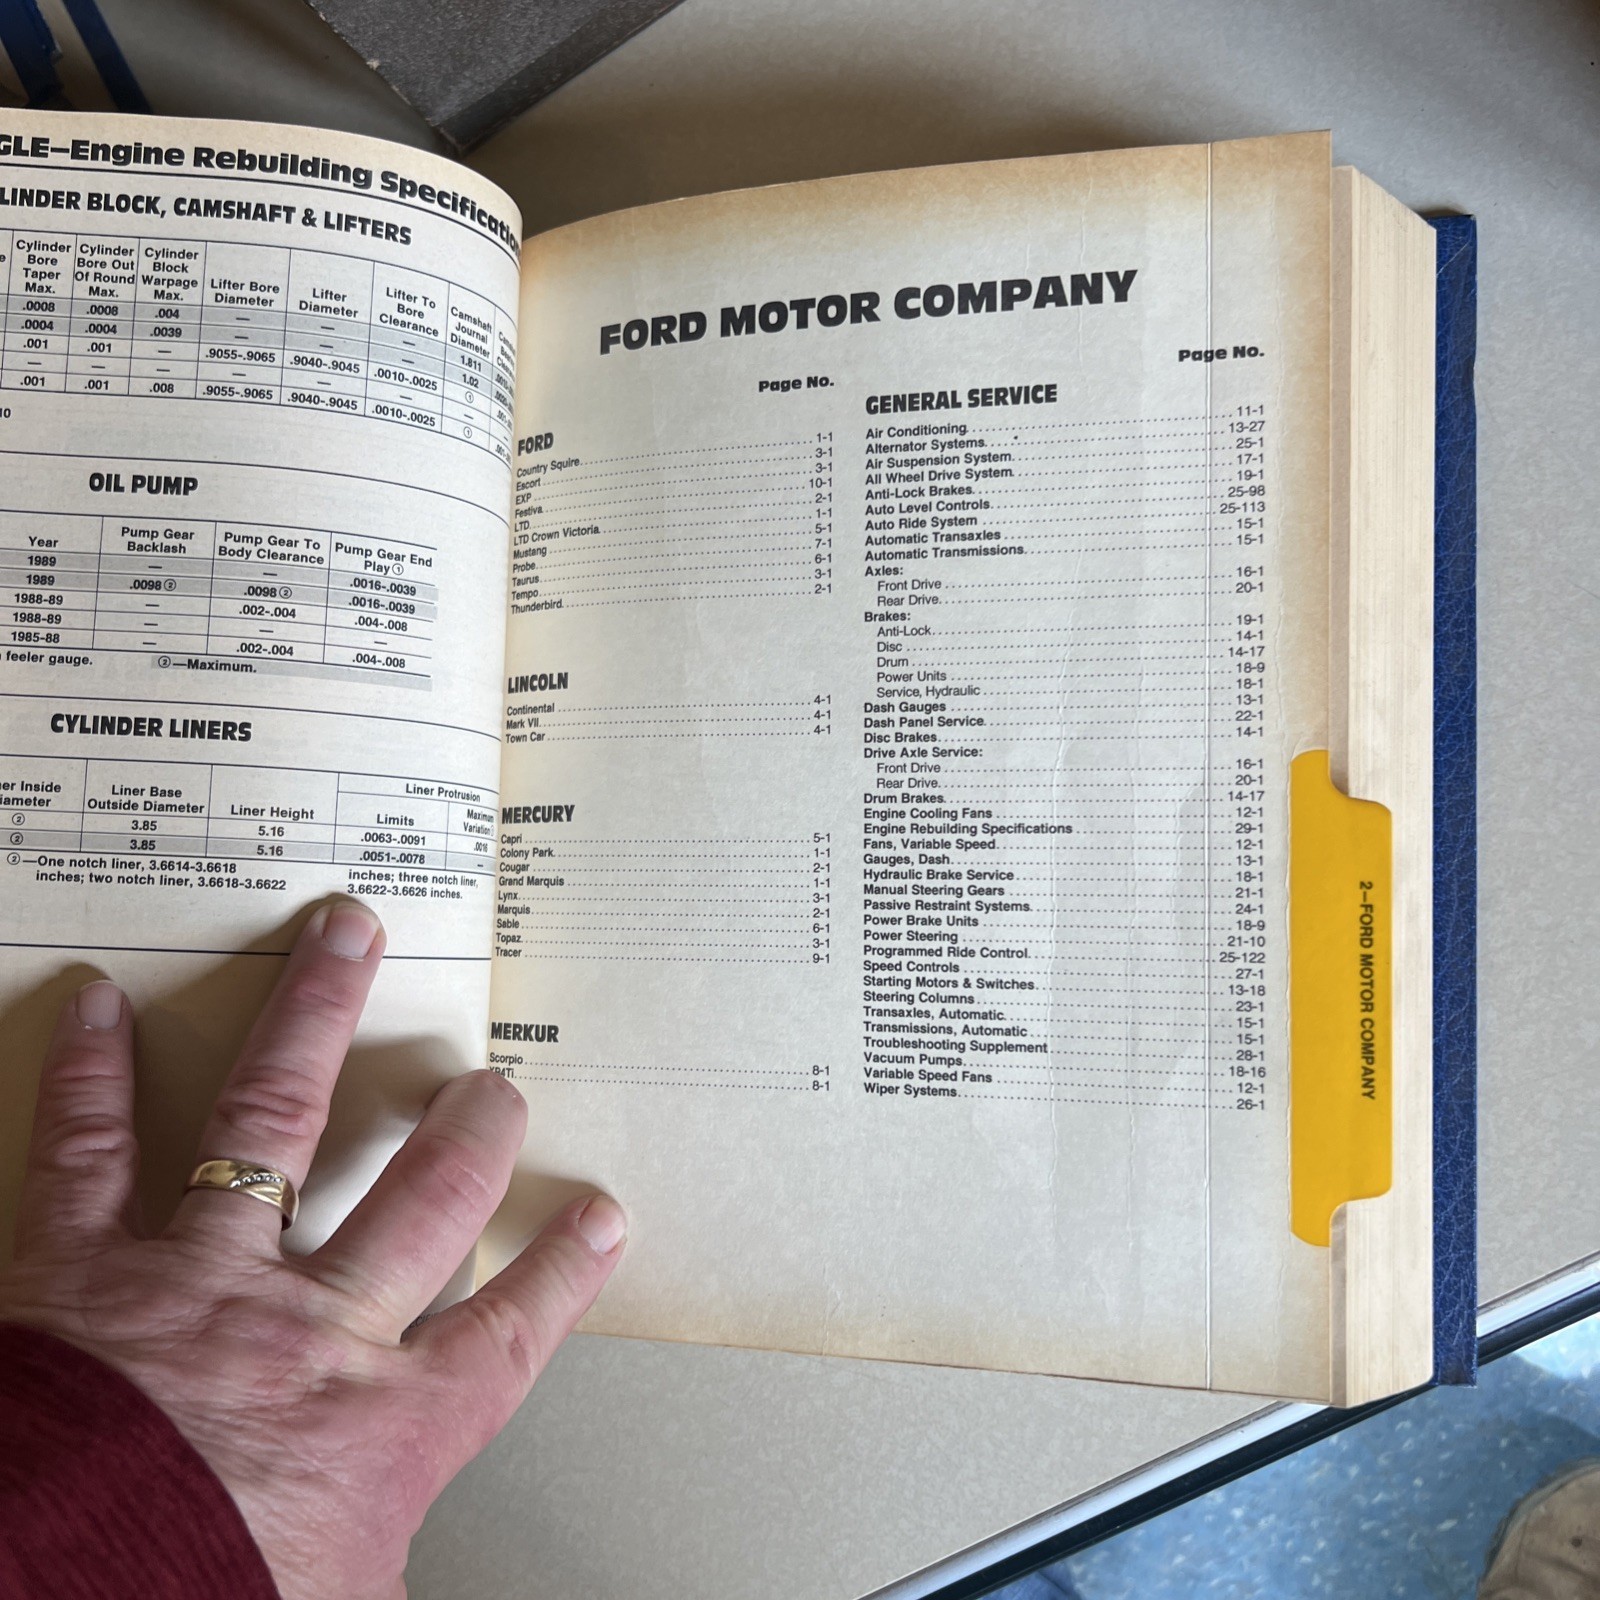 GLE—Engine Rebuilding Specificatio
LINDER BLOCK, CAMSHAFT & LIFTERS
Cylinder Bore Taper Max.
Cylinder Bore Out Of Round Max.
Cylinder Block Warpage Max.
Lifter Bore Diameter
Lifter Diameter
Lifter To Bore Clearance
Camshaft Journal Diameter
.0008 .0008 .004 — — — 1.811
.0004 .0004 .0039 — — — 1.02
.001 .001 — .9055-.9065 .9040-.9045 .0010-.0025 ①
— — — — — — —
.001 .001 .008 .9055-.9065 .9040-.9045 .0010-.0025 ①
10
OIL PUMP
Year
Pump Gear Backlash
Pump Gear To Body Clearance
Pump Gear End Play①
1989 — — .0016-.0039
1989 .0098② .0098② .0016-.0039
1988-89 — .002-.004 .004-.008
1988-89 — — —
1985-88 — .002-.004 .004-.008
feeler gauge. ②—Maximum.
CYLINDER LINERS
er Inside iameter
Liner Base Outside Diameter
Liner Height
Liner Protrusion
Limits
Maximum Variation
② 3.85 5.16 .0063-.0091 .0016
② 3.85 5.16 .0051-.0078 –
②—One notch liner, 3.6614-3.6618
inches; two notch liner, 3.6618-3.6622
inches; three notch liner,
3.6622-3.6626 inches.
FORD MOTOR COMPANY
Page No.
FORD
Country Squire 1-1
Escort 3-1
EXP 3-1
Festiva 10-1
LTD 2-1
LTD Crown Victoria 1-1
Mustang 5-1
Probe 7-1
Taurus 6-1
Tempo 3-1
Thunderbird 2-1
LINCOLN
Continental 4-1
Mark VII 4-1
Town Car 4-1
MERCURY
Capri 5-1
Colony Park 1-1
Cougar 2-1
Grand Marquis 1-1
Lynx 3-1
Marquis 2-1
Sable 6-1
Topaz 3-1
Tracer 9-1
MERKUR
Scorpio 8-1
XR4Ti 8-1
Page No.
GENERAL SERVICE
Air Conditioning 11-1
Alternator Systems 13-27
Air Suspension System 25-1
All Wheel Drive System 17-1
Anti-Lock Brakes 19-1
Auto Level Controls 25-98
Auto Ride System 25-113
Automatic Transaxles 15-1
Automatic Transmissions 15-1
Axles:
Front Drive 16-1
Rear Drive 20-1
Brakes:
Anti-Lock 19-1
Disc 14-1
Drum 14-17
Power Units 18-9
Service, Hydraulic 18-1
Dash Gauges 13-1
Dash Panel Service 22-1
Disc Brakes 14-1
Drive Axle Service:
Front Drive 16-1
Rear Drive 20-1
Drum Brakes 14-17
Engine Cooling Fans 12-1
Engine Rebuilding Specifications 29-1
Fans, Variable Speed 12-1
Gauges, Dash 13-1
Hydraulic Brake Service 18-1
Manual Steering Gears 21-1
Passive Restraint Systems 24-1
Power Brake Units 18-9
Power Steering 21-10
Programmed Ride Control 25-122
Speed Controls 27-1
Starting Motors & Switches 13-18
Steering Columns 23-1
Transaxles, Automatic 15-1
Transmissions, Automatic 15-1
Troubleshooting Supplement 28-1
Vacuum Pumps 18-16
Variable Speed Fans 12-1
Wiper Systems 26-1
2–FORD MOTOR COMPANY